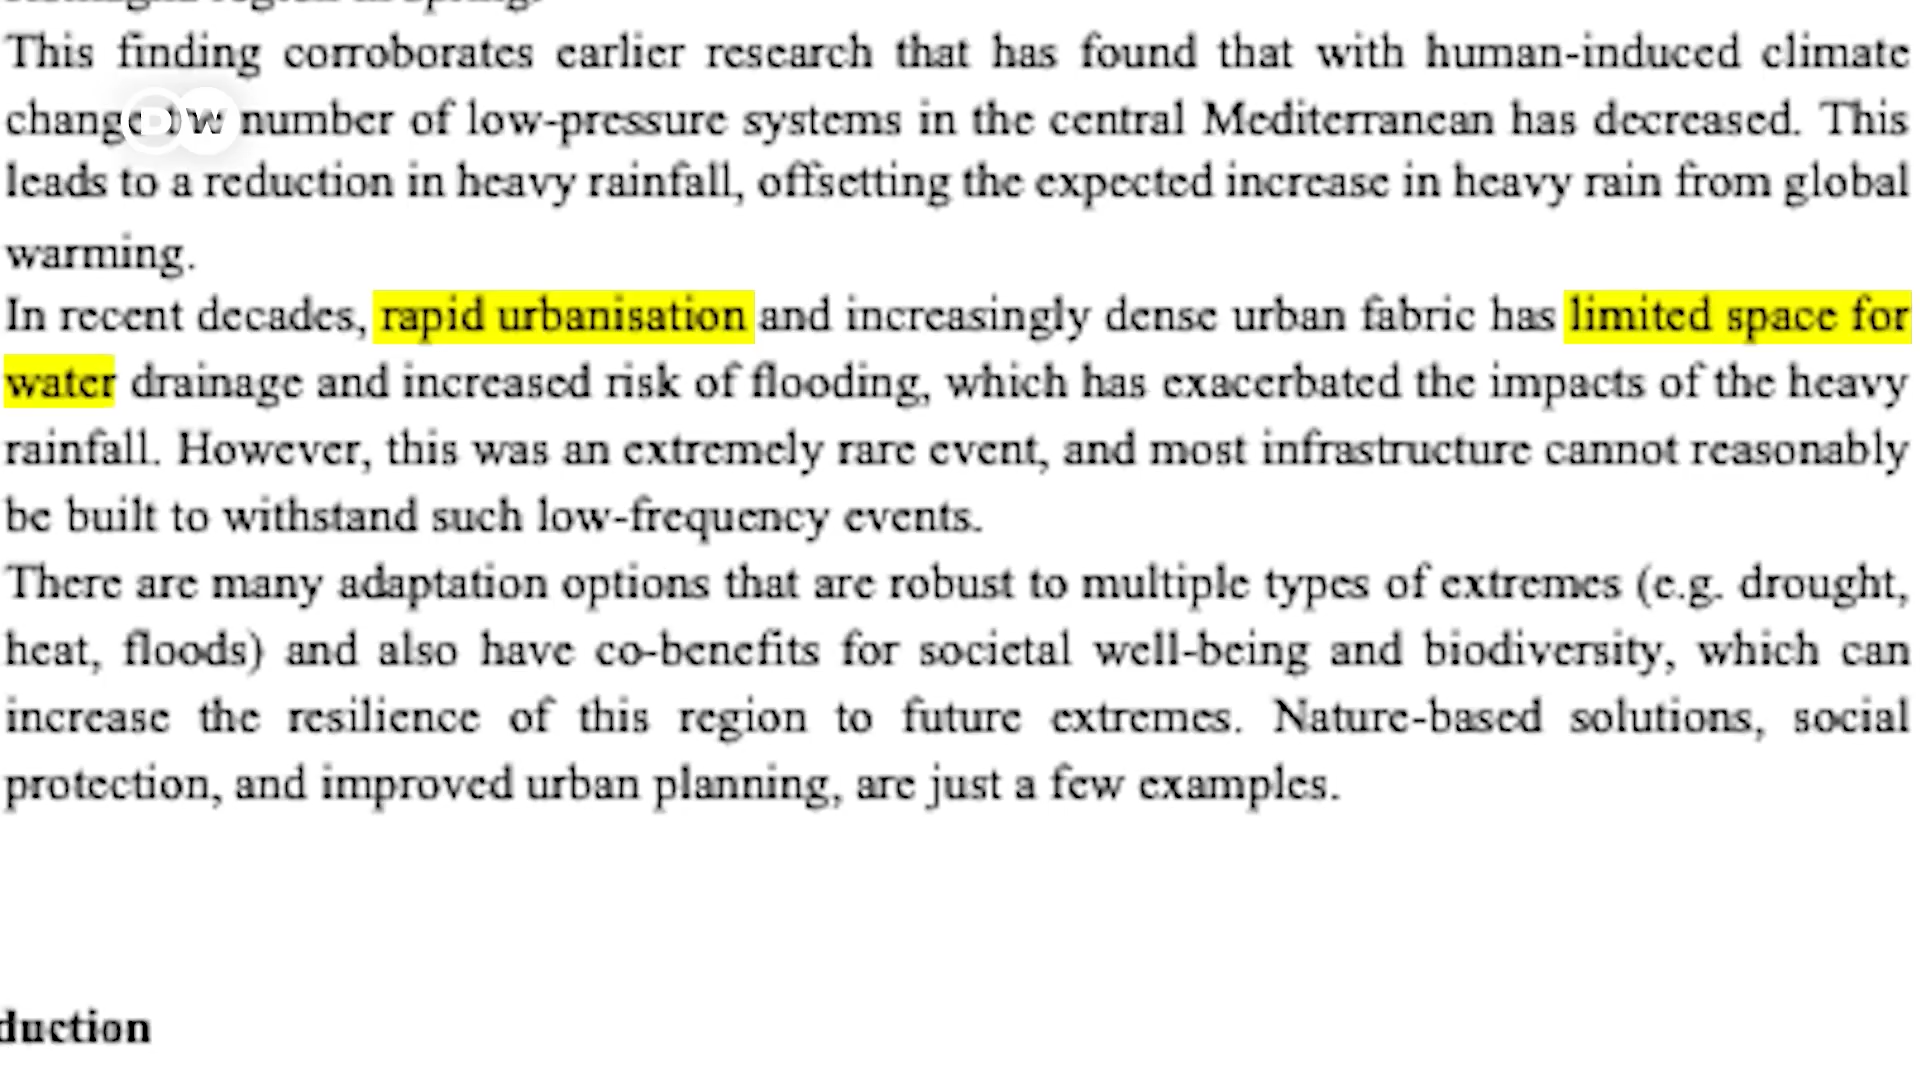 This finding corroborates earlier research that has found that with human-induced climate
change number of low-pressure systems in the central Mediterranean has decreased. This
leads to a reduction in heavy rainfall, offsetting the expected increase in heavy rain from global
warming.
In recent decades, rapid urbanisation and increasingly dense urban fabric has limited space for
water drainage and increased risk of flooding, which has exacerbated the impacts of the heavy
rainfall. However, this was an extremely rare event, and most infrastructure cannot reasonably
be built to withstand such low-frequency events.
There are many adaptation options that are robust to multiple types of extremes (e.g. drought,
heat, floods) and also have co-benefits for societal well-being and biodiversity, which can
increase the resilience of this region to future extremes. Nature-based solutions, social
protection, and improved urban planning, are just a few examples.
duction
DW